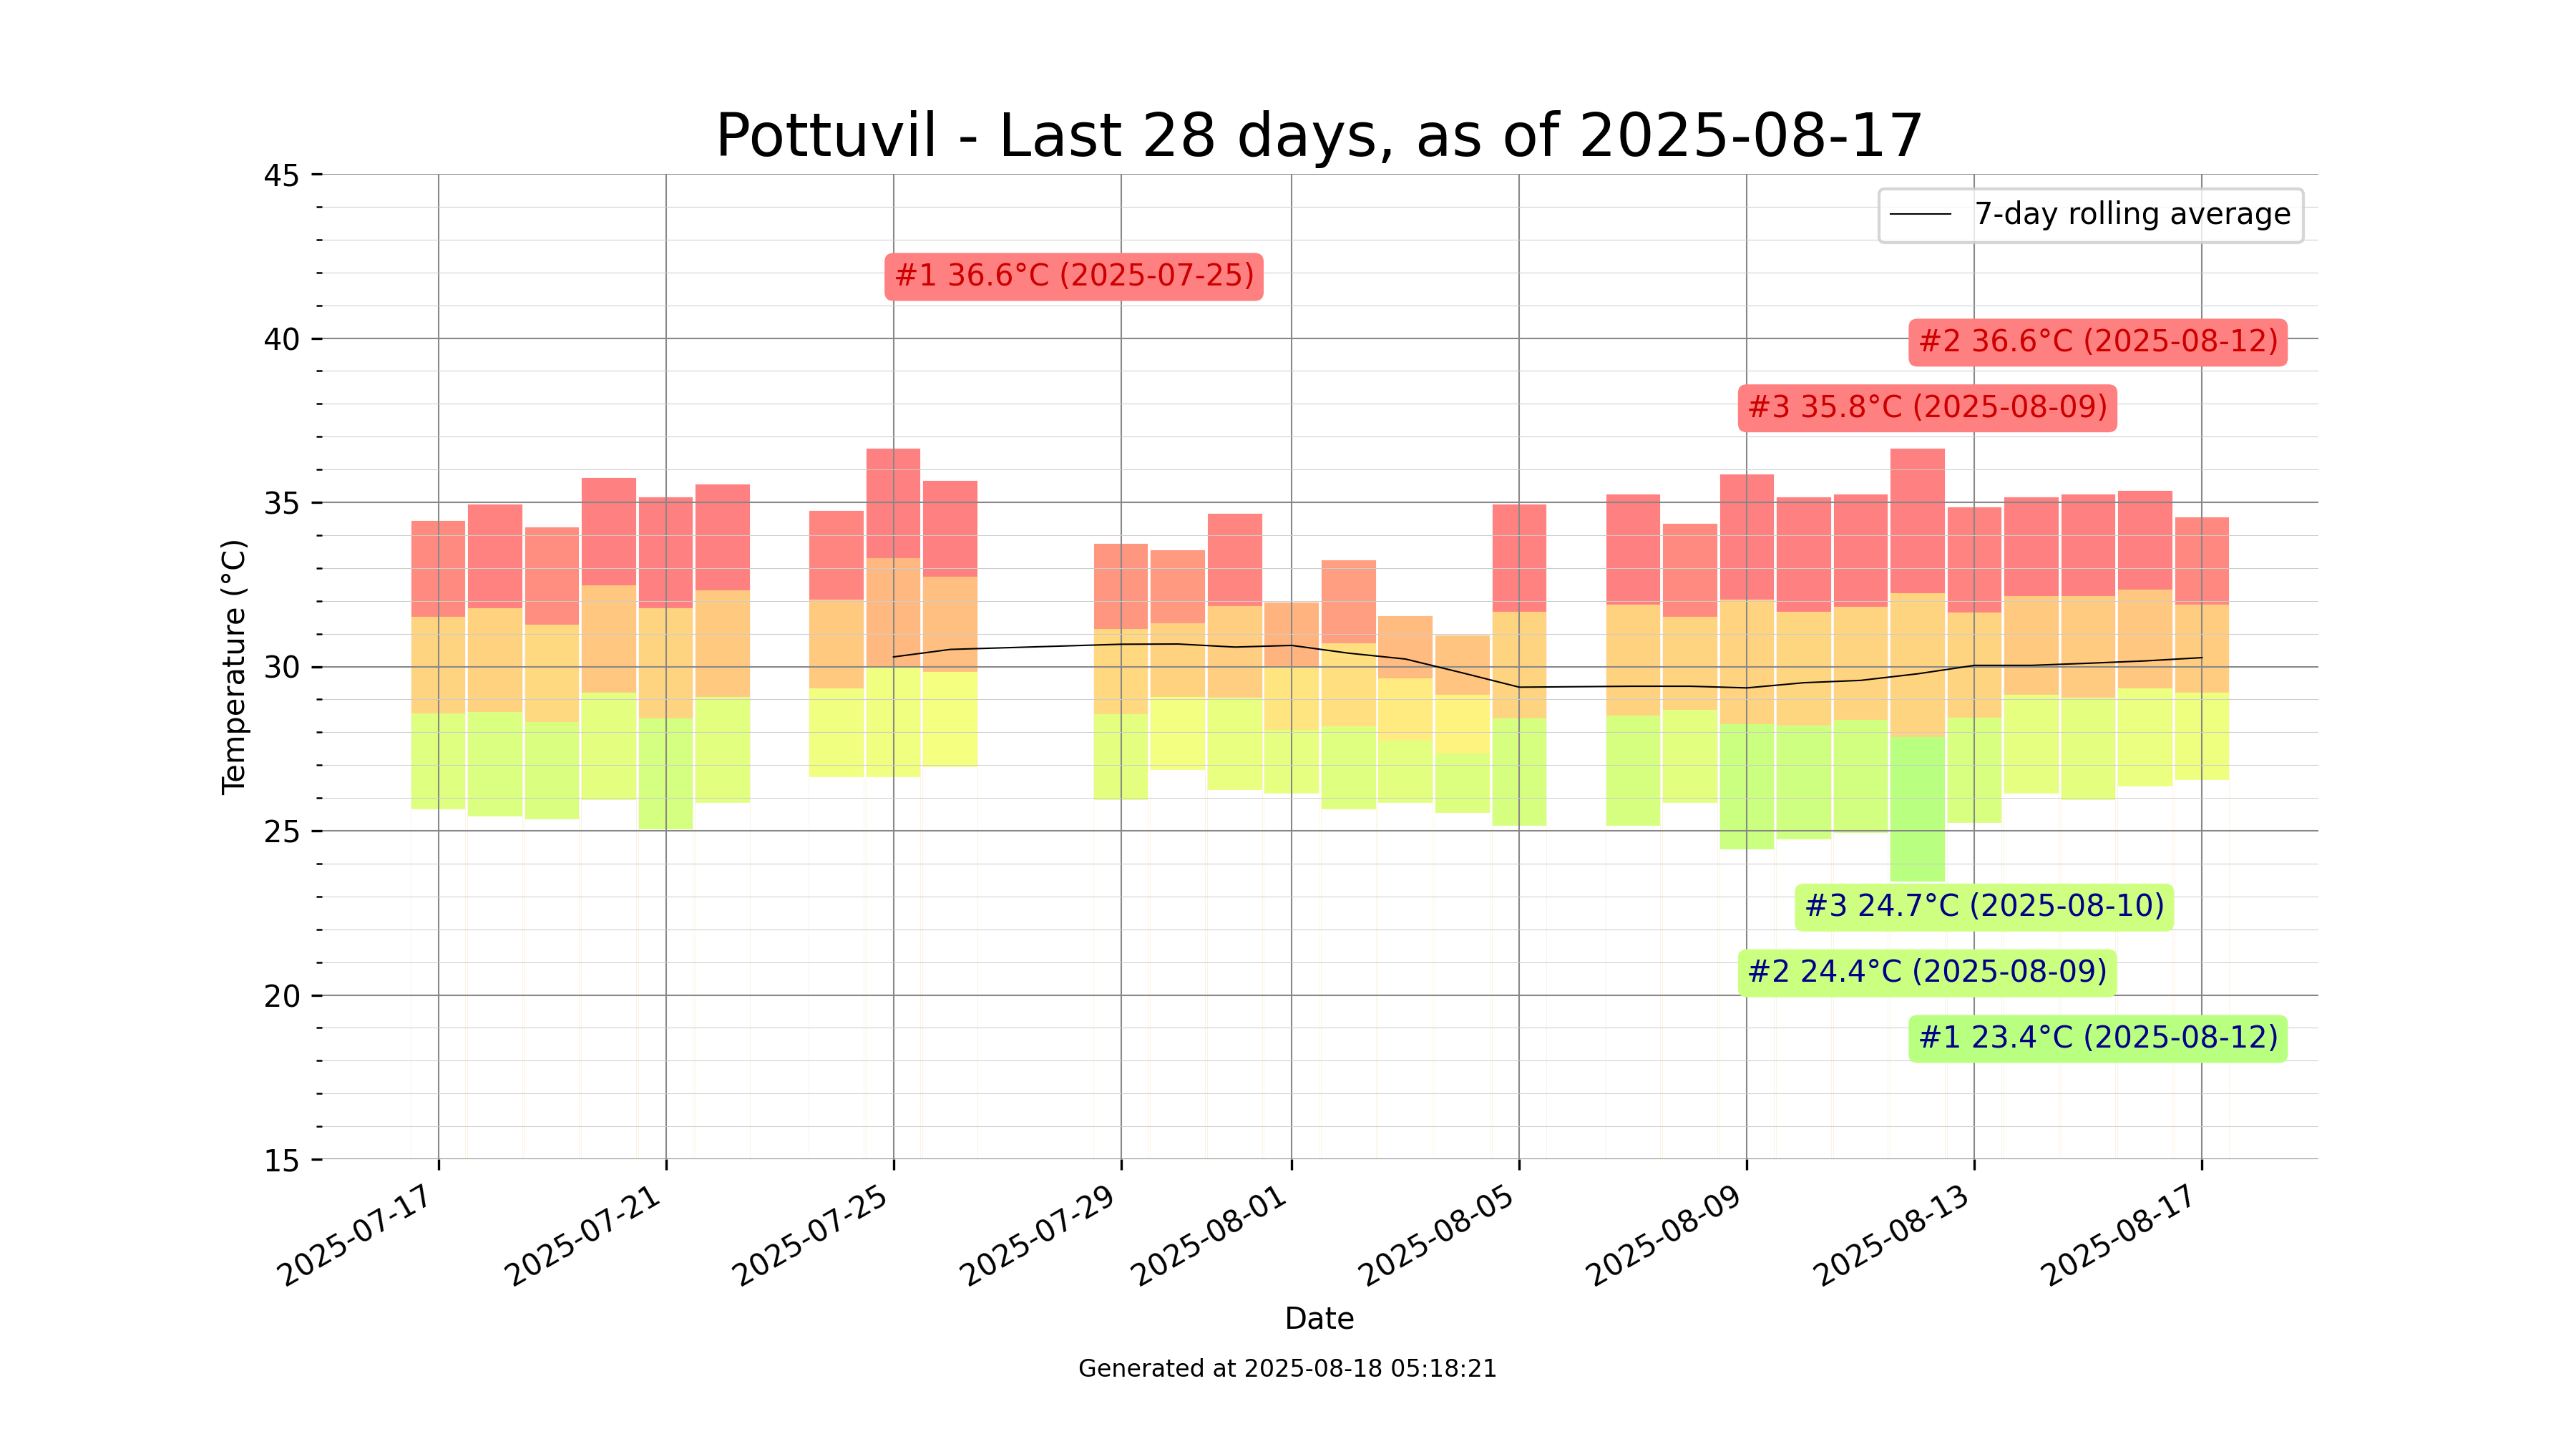 Pottuvil - Last 28 days, as of 2025-08-17
45
40
35
30
25
20
15
Temperature (°C)
7-day rolling average
#1 36.6°C (2025-07-25)
#2 36.6°C (2025-08-12)
#3 35.8°C (2025-08-09)
#3 24.7°C (2025-08-10)
#2 24.4°C (2025-08-09)
#1 23.4°C (2025-08-12)
2025-07-17
2025-07-21
2025-07-25
2025-07-29
2025-08-01
2025-08-05
2025-08-09
2025-08-13
2025-08-17
Date
Generated at 2025-08-18 05:18:21